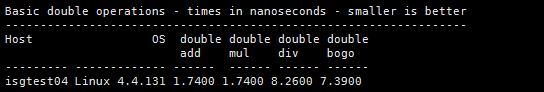 Basic double operations - times in nanoseconds - smaller is better
------------------------------------------------------------------
Host                 OS  double double double double
                         add    mul    div    bogo
--------- ------------- ------ ------ ------ ------
isgtest04 Linux 4.4.131 1.7400 1.7400 8.2600 7.3900